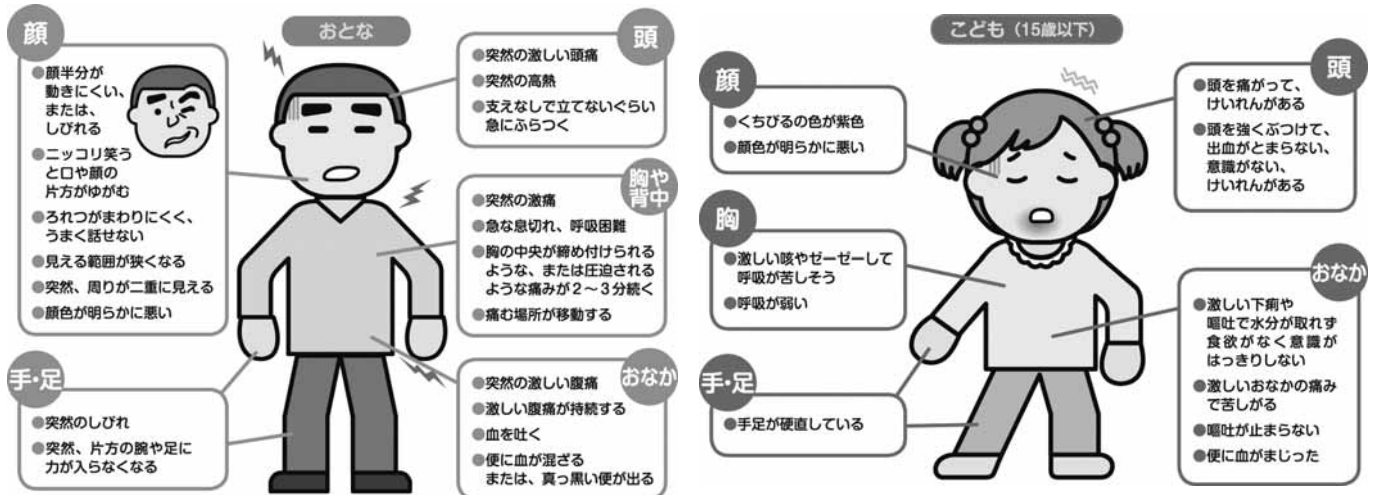 おとな
顔
●顔半分が
動きにくい、
または、
しびれる
●ニッコリ笑う
と口や顔の
片方がゆがむ
●ろれつがまわりにくく、
うまく話せない
●見える範囲が狭くなる
●突然、周りが二重に見える
●顔色が明らかに悪い
手・足
●突然のしびれ
●突然、片方の腕や足に
力が入らなくなる
頭
●突然の激しい頭痛
●突然の高熱
●支えなしで立てないぐらい
急にふらつく
胸や
背中
●突然の激痛
●急な息切れ、呼吸困難
●胸の中央が締め付けられる
ような、または圧迫される
ような痛みが2～3分続く
●痛む場所が移動する
おなか
●突然の激しい腹痛
●激しい腹痛が持続する
●血を吐く
●便に血が混ざる
または、真っ黒い便が出る
こども（15歳以下）
顔
●くちびるの色が紫色
●顔色が明らかに悪い
胸
●激しい咳やゼーゼーして
呼吸が苦しそう
●呼吸が弱い
手・足
●手足が硬直している
頭
●頭を痛がって、
けいれんがある
●頭を強くぶつけて、
出血がとまらない、
意識がない、
けいれんがある
おなか
●激しい下痢や
嘔吐で水分が取れず
食欲がなく意識が
はっきりしない
●激しいおなかの痛み
で苦しがる
●嘔吐が止まらない
●便に血がまじった